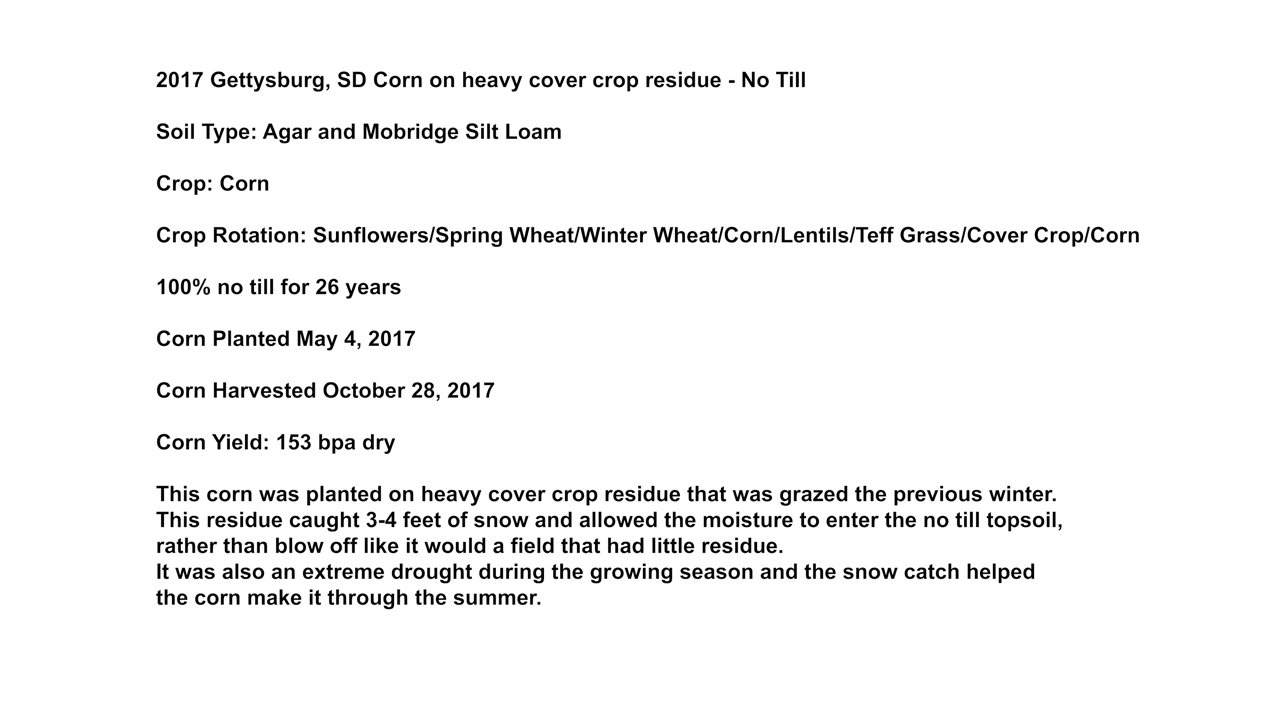 2017 Gettysburg, SD Corn on heavy cover crop residue - No Till
Soil Type: Agar and Mobridge Silt Loam
Crop: Corn
Crop Rotation: Sunflowers/Spring Wheat/Winter Wheat/Corn/Lentils/Teff Grass/Cover Crop/Corn
100% no till for 26 years
Corn Planted May 4, 2017
Corn Harvested October 28, 2017
Corn Yield: 153 bpa dry
This corn was planted on heavy cover crop residue that was grazed the previous winter.
This residue caught 3-4 feet of snow and allowed the moisture to enter the no till topsoil,
rather than blow off like it would a field that had little residue.
It was also an extreme drought during the growing season and the snow catch helped
the corn make it through the summer.